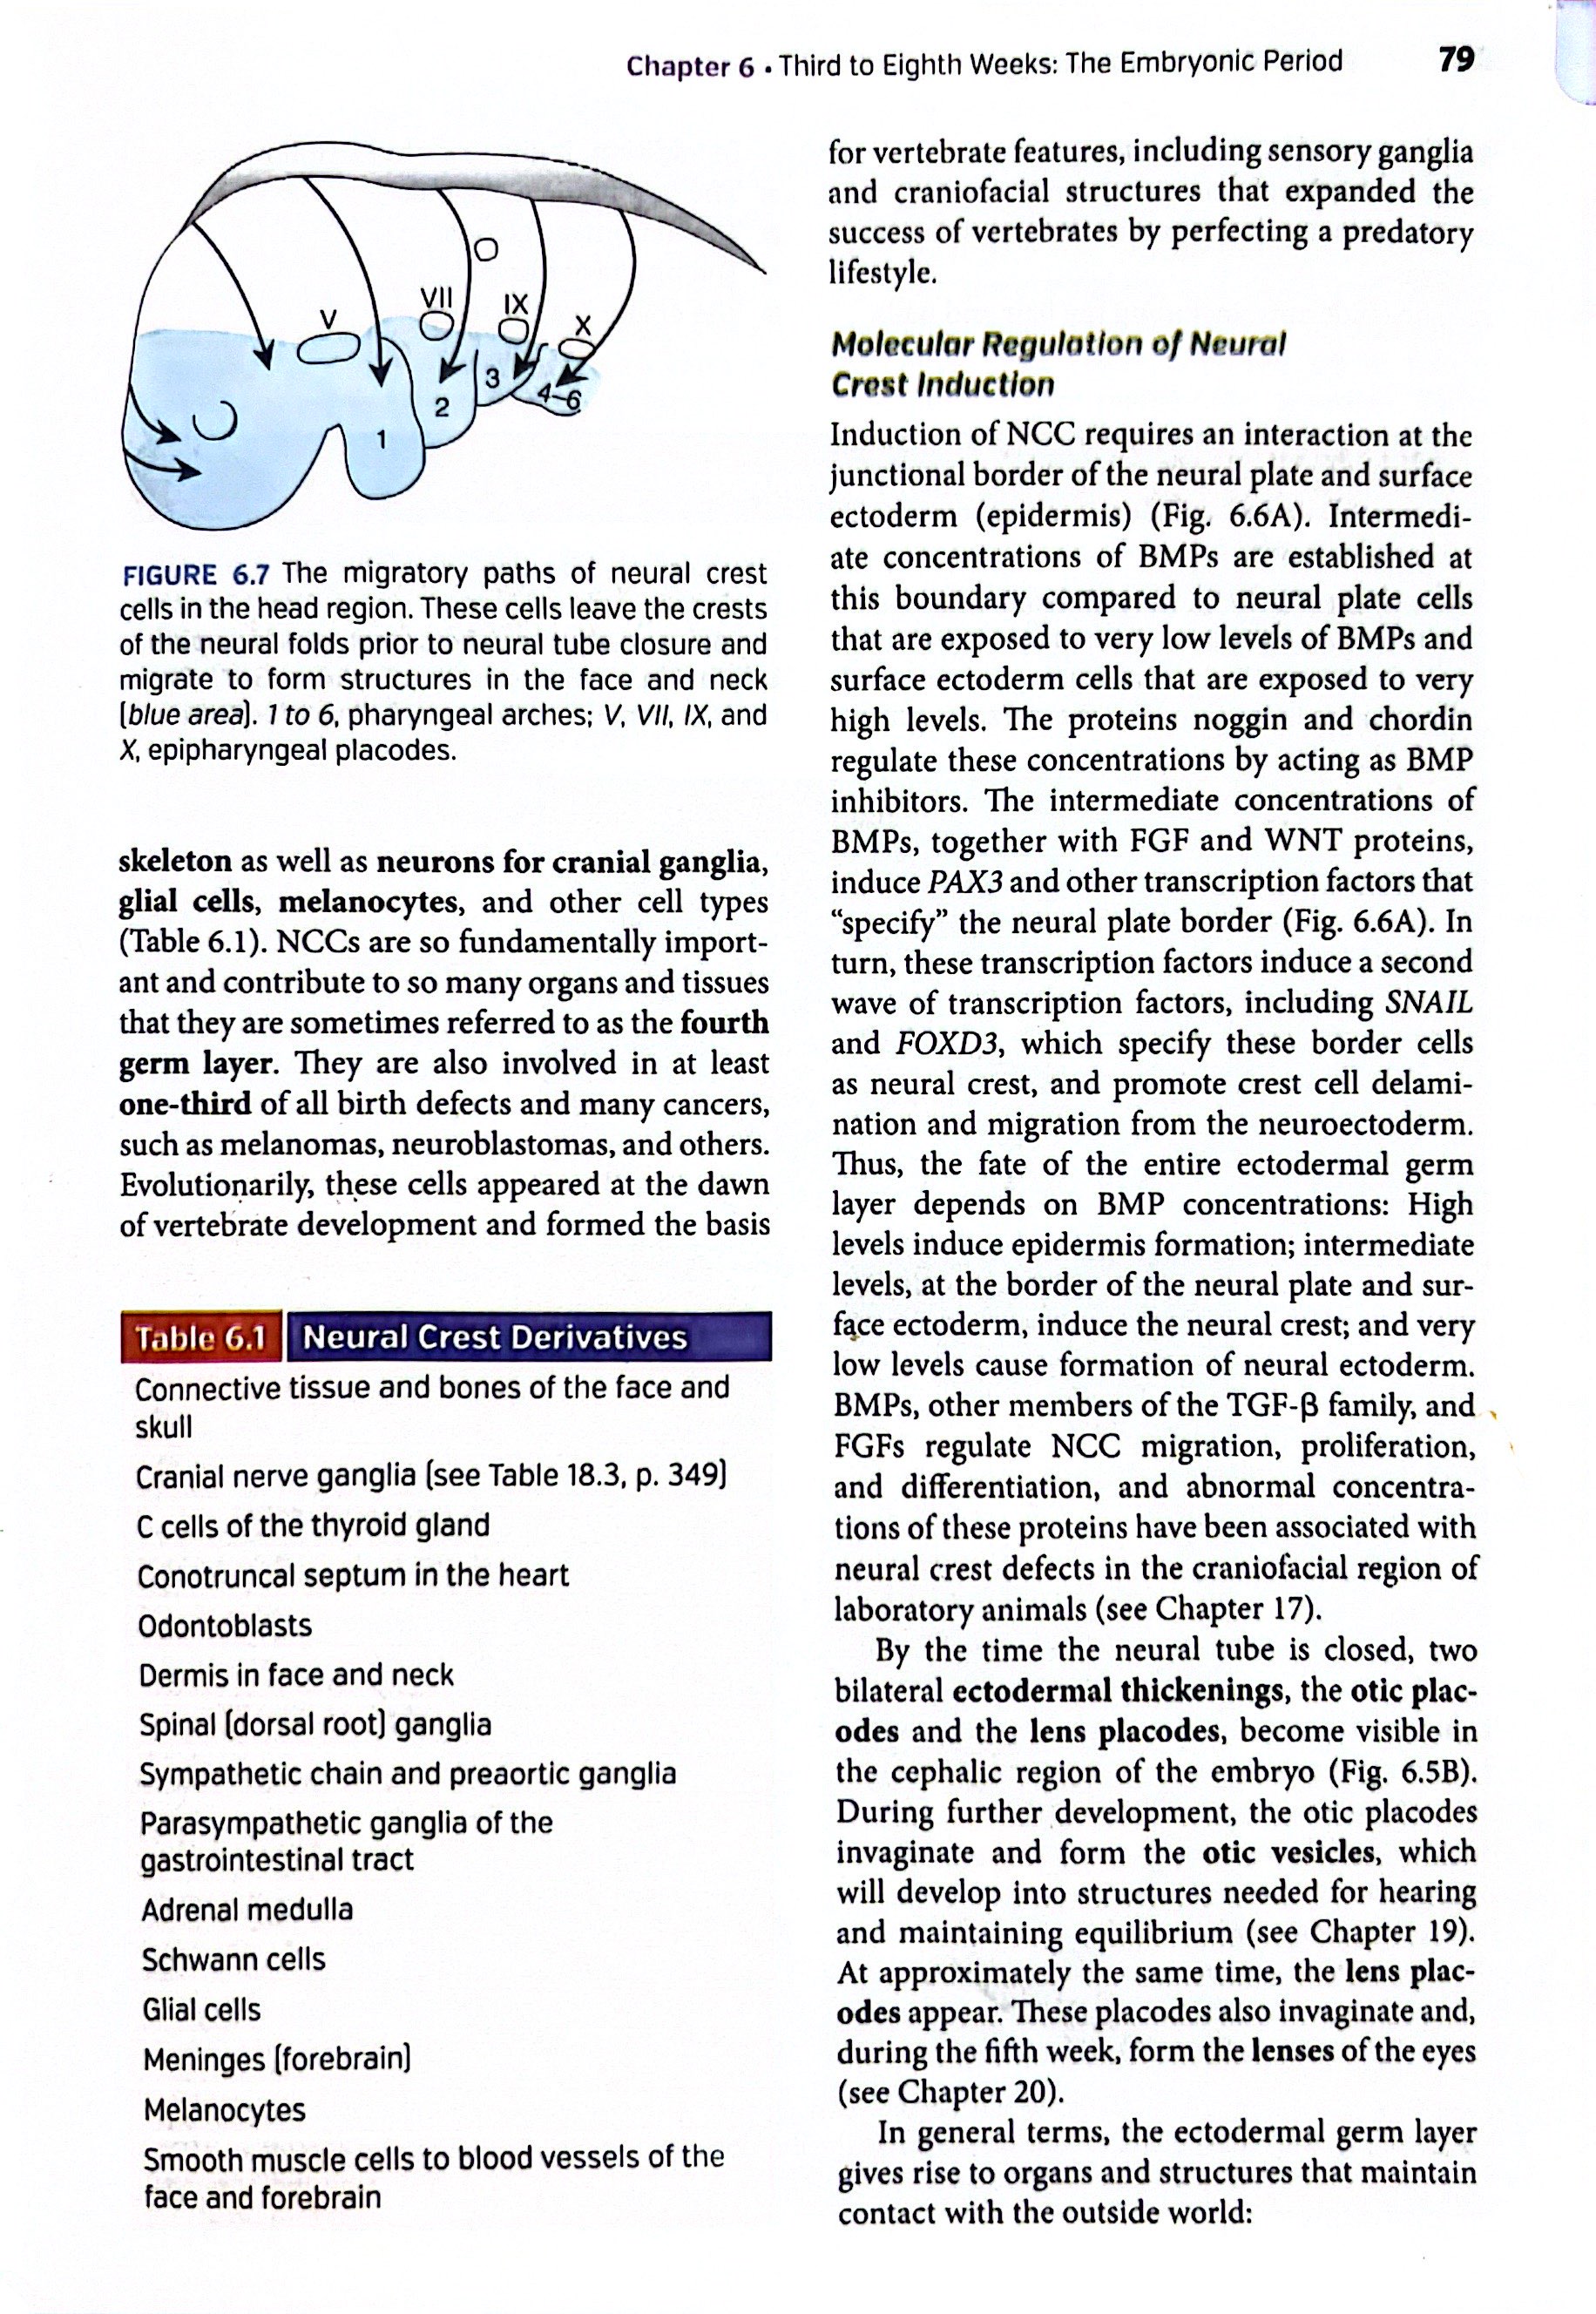 Chapter 6 • Third to Eighth Weeks: The Embryonic Period 79
V
VII
IX
X
1
2
3
4–6
FIGURE 6.7 The migratory paths of neural crest
cells in the head region. These cells leave the crests
of the neural folds prior to neural tube closure and
migrate to form structures in the face and neck
(blue area). 1 to 6, pharyngeal arches; V, VII, IX, and
X, epipharyngeal placodes.
skeleton as well as neurons for cranial ganglia,
glial cells, melanocytes, and other cell types
(Table 6.1). NCCs are so fundamentally import-
ant and contribute to so many organs and tissues
that they are sometimes referred to as the fourth
germ layer. They are also involved in at least
one-third of all birth defects and many cancers,
such as melanomas, neuroblastomas, and others.
Evolutionarily, these cells appeared at the dawn
of vertebrate development and formed the basis
Table 6.1 Neural Crest Derivatives
Connective tissue and bones of the face and
skull
Cranial nerve ganglia (see Table 18.3, p. 349)
C cells of the thyroid gland
Conotruncal septum in the heart
Odontoblasts
Dermis in face and neck
Spinal (dorsal root) ganglia
Sympathetic chain and preaortic ganglia
Parasympathetic ganglia of the
gastrointestinal tract
Adrenal medulla
Schwann cells
Glial cells
Meninges (forebrain)
Melanocytes
Smooth muscle cells to blood vessels of the
face and forebrain
for vertebrate features, including sensory ganglia
and craniofacial structures that expanded the
success of vertebrates by perfecting a predatory
lifestyle.
Molecular Regulation of Neural
Crest Induction
Induction of NCC requires an interaction at the
junctional border of the neural plate and surface
ectoderm (epidermis) (Fig. 6.6A). Intermedi-
ate concentrations of BMPs are established at
this boundary compared to neural plate cells
that are exposed to very low levels of BMPs and
surface ectoderm cells that are exposed to very
high levels. The proteins noggin and chordin
regulate these concentrations by acting as BMP
inhibitors. The intermediate concentrations of
BMPs, together with FGF and WNT proteins,
induce PAX3 and other transcription factors that
“specify” the neural plate border (Fig. 6.6A). In
turn, these transcription factors induce a second
wave of transcription factors, including SNAIL
and FOXD3, which specify these border cells
as neural crest, and promote crest cell delami-
nation and migration from the neuroectoderm.
Thus, the fate of the entire ectodermal germ
layer depends on BMP concentrations: High
levels induce epidermis formation; intermediate
levels, at the border of the neural plate and sur-
face ectoderm, induce the neural crest; and very
low levels cause formation of neural ectoderm.
BMPs, other members of the TGF-β family, and
FGFs regulate NCC migration, proliferation,
and differentiation, and abnormal concentra-
tions of these proteins have been associated with
neural crest defects in the craniofacial region of
laboratory animals (see Chapter 17).
By the time the neural tube is closed, two
bilateral ectodermal thickenings, the otic plac-
odes and the lens placodes, become visible in
the cephalic region of the embryo (Fig. 6.5B).
During further development, the otic placodes
invaginate and form the otic vesicles, which
will develop into structures needed for hearing
and maintaining equilibrium (see Chapter 19).
At approximately the same time, the lens plac-
odes appear. These placodes also invaginate and,
during the fifth week, form the lenses of the eyes
(see Chapter 20).
In general terms, the ectodermal germ layer
gives rise to organs and structures that maintain
contact with the outside world: